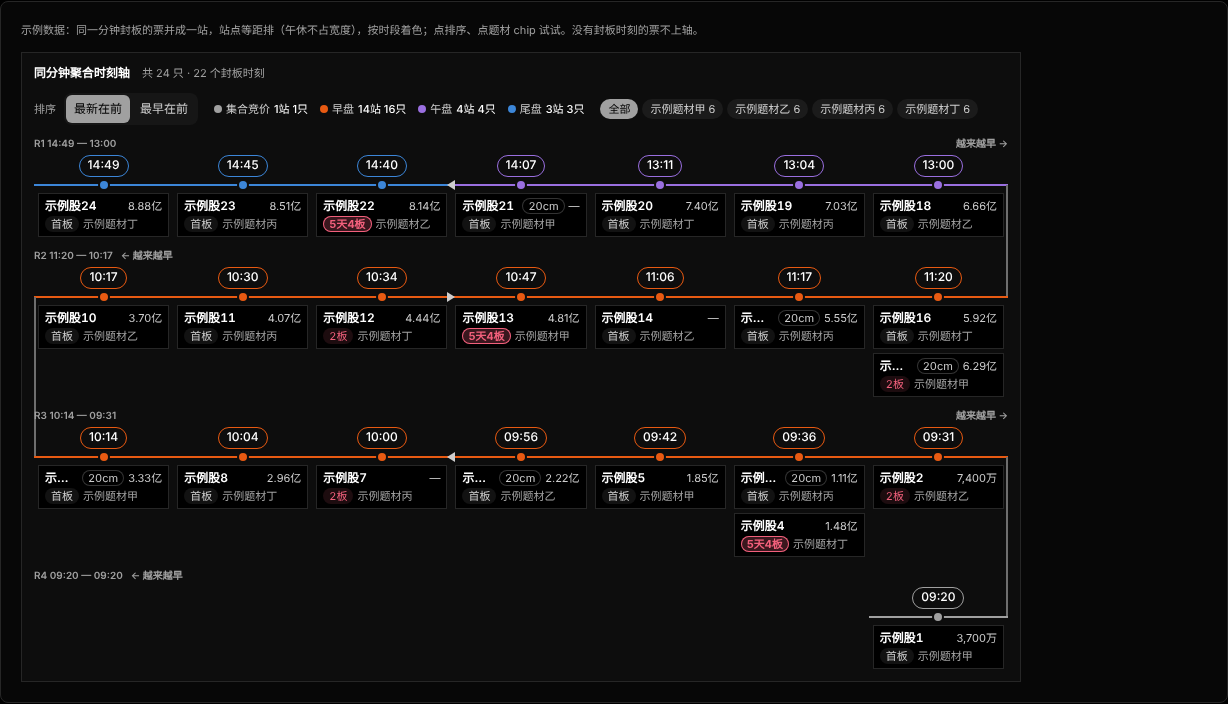 示例数据：同一分钟封板的票并成一站，站点等距排（午休不占宽度），按时段着色；点排序、点题材 chip 试试。没有封板时刻的票不上轴。
同分钟聚合时刻轴 共 24 只 · 22 个封板时刻
排序 最新在前 最早在前 集合竞价 1站 1只 早盘 14站 16只 午盘 4站 4只 尾盘 3站 3只 全部 示例题材甲 6 示例题材乙 6 示例题材丙 6 示例题材丁 6
R1 14:49 — 13:00 越来越早 →
14:49 14:45 14:40 14:07 13:11 13:04 13:00
示例股24 8.88亿 示例股23 8.51亿 示例股22 8.14亿 示例股21 20cm — 示例股20 7.40亿 示例股19 7.03亿 示例股18 6.66亿
首板 示例题材丁 首板 示例题材丙 5天4板 示例题材乙 首板 示例题材甲 首板 示例题材丁 首板 示例题材丙 首板 示例题材乙
R2 11:20 — 10:17 ← 越来越早
10:17 10:30 10:34 10:47 11:06 11:17 11:20
示例股10 3.70亿 示例股11 4.07亿 示例股12 4.44亿 示例股13 4.81亿 示例股14 — 示... 20cm 5.55亿 示例股16 5.92亿
首板 示例题材乙 首板 示例题材丙 2板 示例题材丁 5天4板 示例题材甲 首板 示例题材乙 首板 示例题材丙 首板 示例题材丁
示... 20cm 6.29亿
2板 示例题材甲
R3 10:14 — 09:31 越来越早 →
10:14 10:04 10:00 09:56 09:42 09:36 09:31
示... 20cm 3.33亿 示例股8 2.96亿 示例股7 — 示... 20cm 2.22亿 示例股5 1.85亿 示例... 20cm 1.11亿 示例股2 7,400万
首板 示例题材甲 首板 示例题材丁 2板 示例题材丙 首板 示例题材乙 首板 示例题材甲 首板 示例题材丙 2板 示例题材乙
示例股4 1.48亿
5天4板 示例题材丁
R4 09:20 — 09:20 ← 越来越早
09:20
示例股1 3,700万
首板 示例题材甲